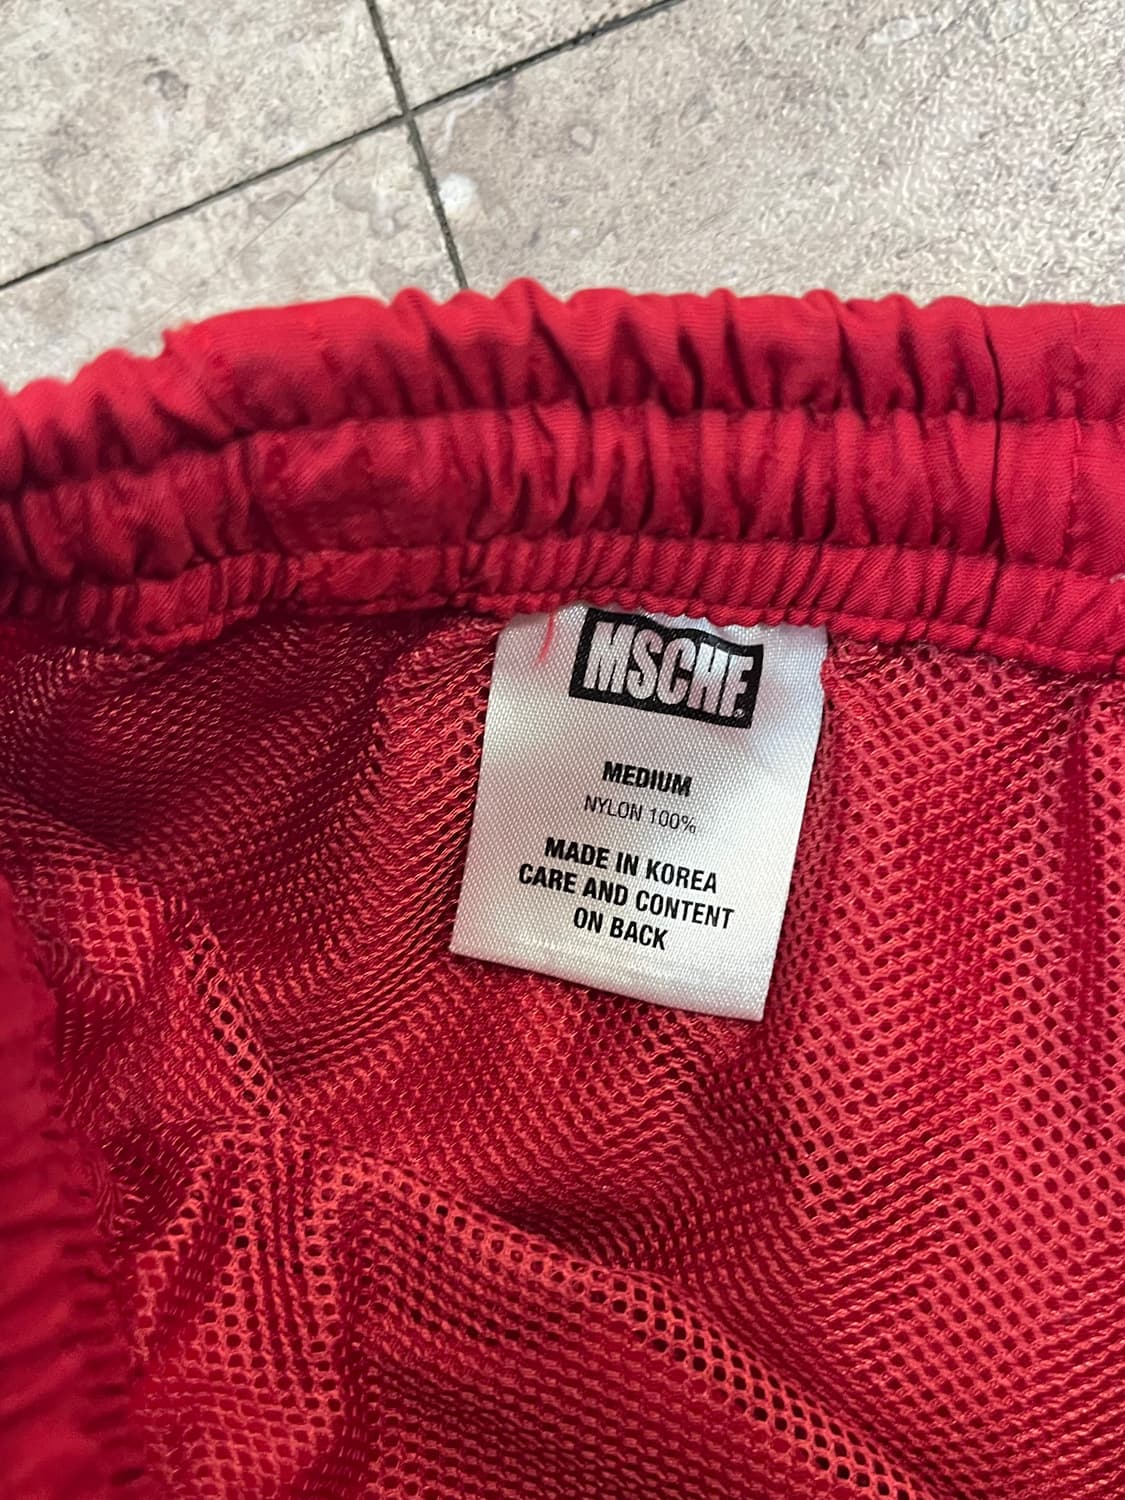 MSCHF
MEDIUM
NYLON 100%
MADE IN KOREA
CARE AND CONTENT
ON BACK